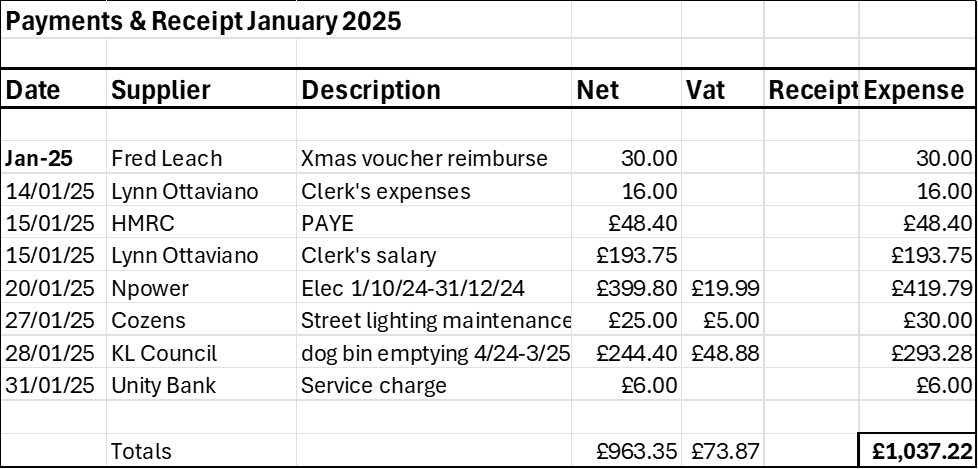 Payments & Receipt January 2025
Date Supplier Description Net Vat Receipt Expense
Jan-25 Fred Leach Xmas voucher reimburse 30.00 30.00
14/01/25 Lynn Ottaviano Clerk's expenses 16.00 16.00
15/01/25 HMRC PAYE £48.40 £48.40
15/01/25 Lynn Ottaviano Clerk's salary £193.75 £193.75
20/01/25 Npower Elec 1/10/24-31/12/24 £399.80 £19.99 £419.79
27/01/25 Cozens Street lighting maintenance £25.00 £5.00 £30.00
28/01/25 KL Council dog bin emptying 4/24-3/25 £244.40 £48.88 £293.28
31/01/25 Unity Bank Service charge £6.00 £6.00
Totals £963.35 £73.87 £1,037.22